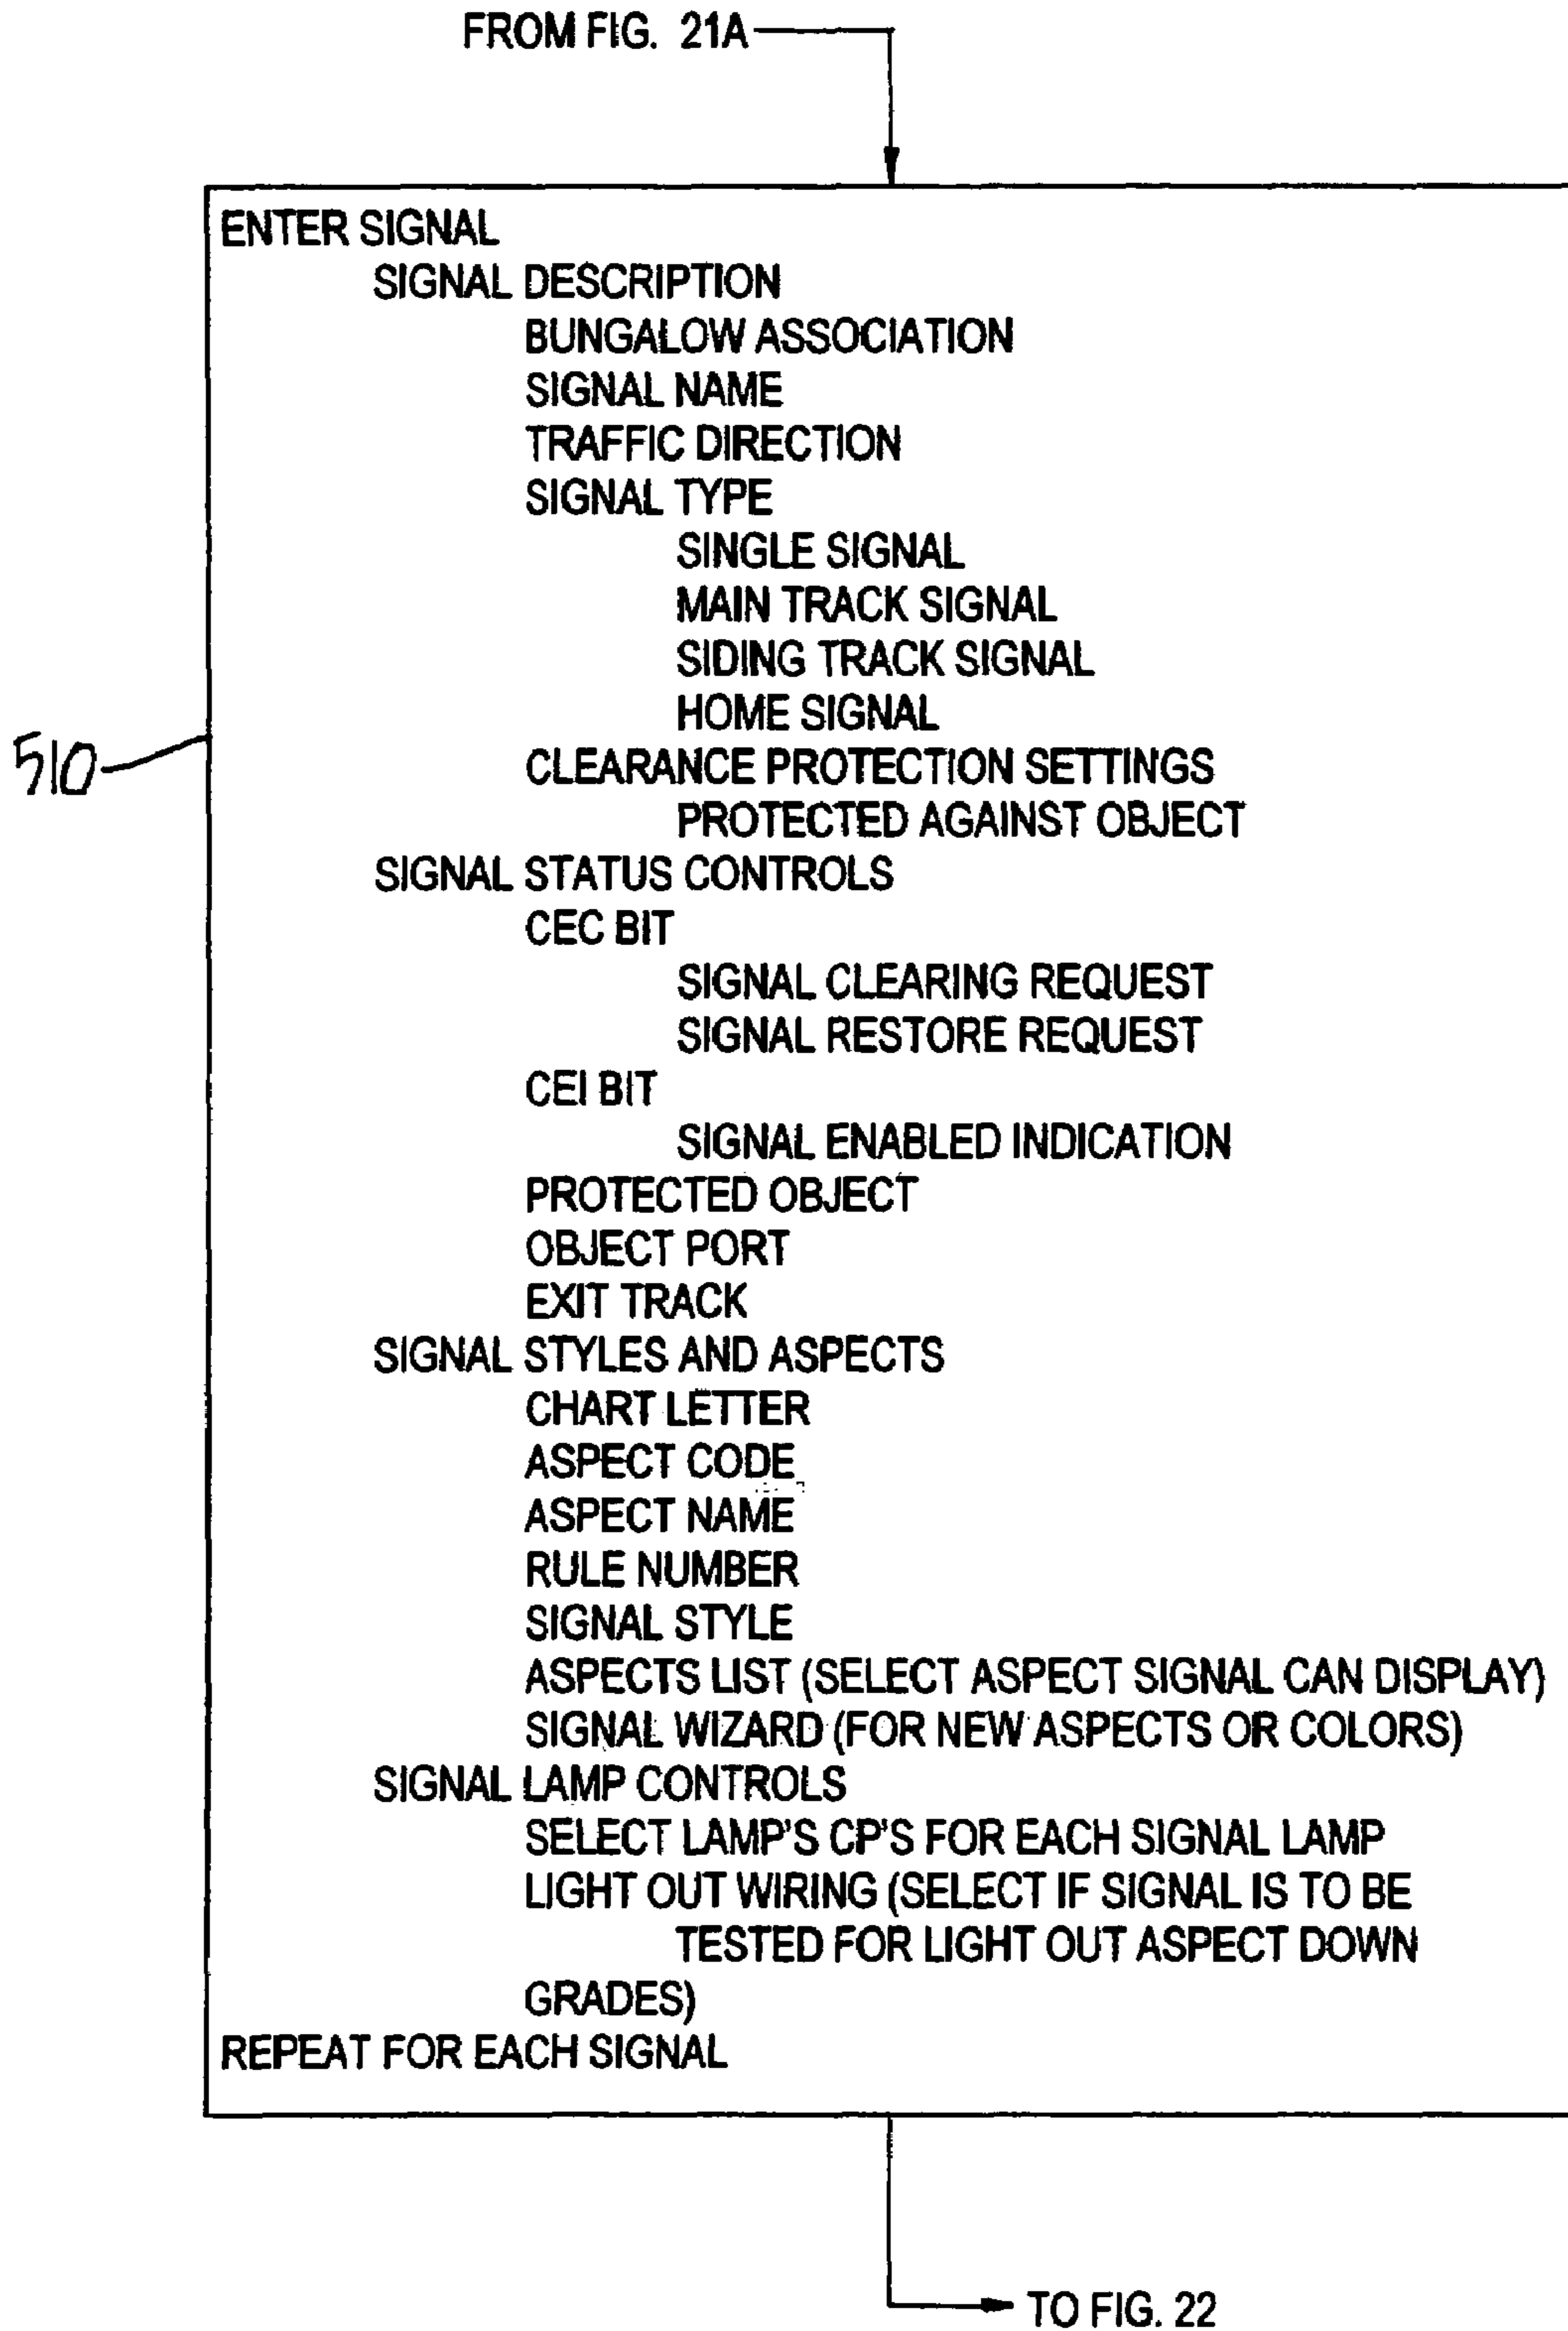 FROM FIG. 21A
ENTER SIGNAL
SIGNAL DESCRIPTION
BUNGALOW ASSOCIATION
SIGNAL NAME
TRAFFIC DIRECTION
SIGNAL TYPE
SINGLE SIGNAL
MAIN TRACK SIGNAL
SIDING TRACK SIGNAL
HOME SIGNAL
510
CLEARANCE PROTECTION SETTINGS
PROTECTED AGAINST OBJECT
SIGNAL STATUS CONTROLS
CEC BIT
SIGNAL CLEARING REQUEST
SIGNAL RESTORE REQUEST
CEI BIT
SIGNAL ENABLED INDICATION
PROTECTED OBJECT
OBJECT PORT
EXIT TRACK
SIGNAL STYLES AND ASPECTS
CHART LETTER
ASPECT CODE
ASPECT NAME
RULE NUMBER
SIGNAL STYLE
ASPECTS LIST (SELECT ASPECT SIGNAL CAN DISPLAY)
SIGNAL WIZARD (FOR NEW ASPECTS OR COLORS)
SIGNAL LAMP CONTROLS
SELECT LAMP'S CP'S FOR EACH SIGNAL LAMP
LIGHT OUT WIRING (SELECT IF SIGNAL IS TO BE
TESTED FOR LIGHT OUT ASPECT DOWN
GRADES)
REPEAT FOR EACH SIGNAL
TO FIG. 22